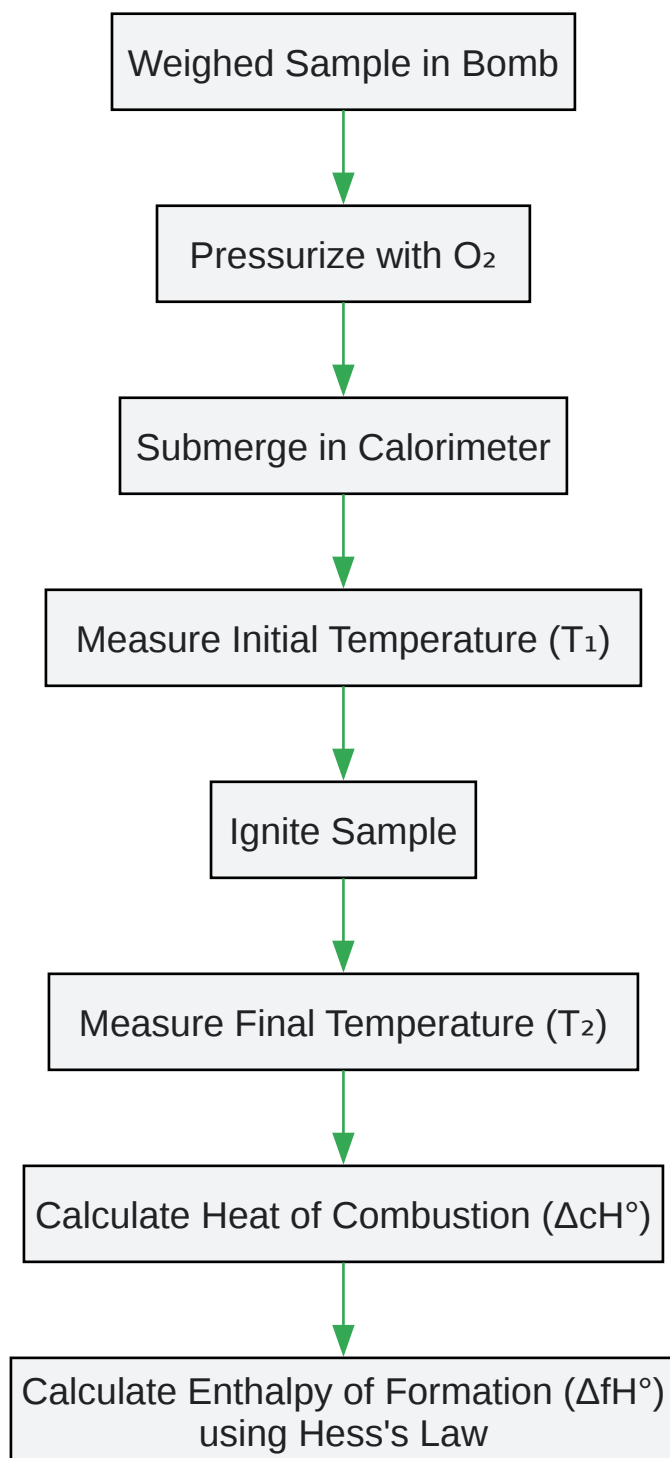 Weighed Sample in Bomb
Pressurize with O₂
Submerge in Calorimeter
Measure Initial Temperature (T₁)
Ignite Sample
Measure Final Temperature (T₂)
Calculate Heat of Combustion (ΔcH°)
Calculate Enthalpy of Formation (ΔfH°)
using Hess's Law